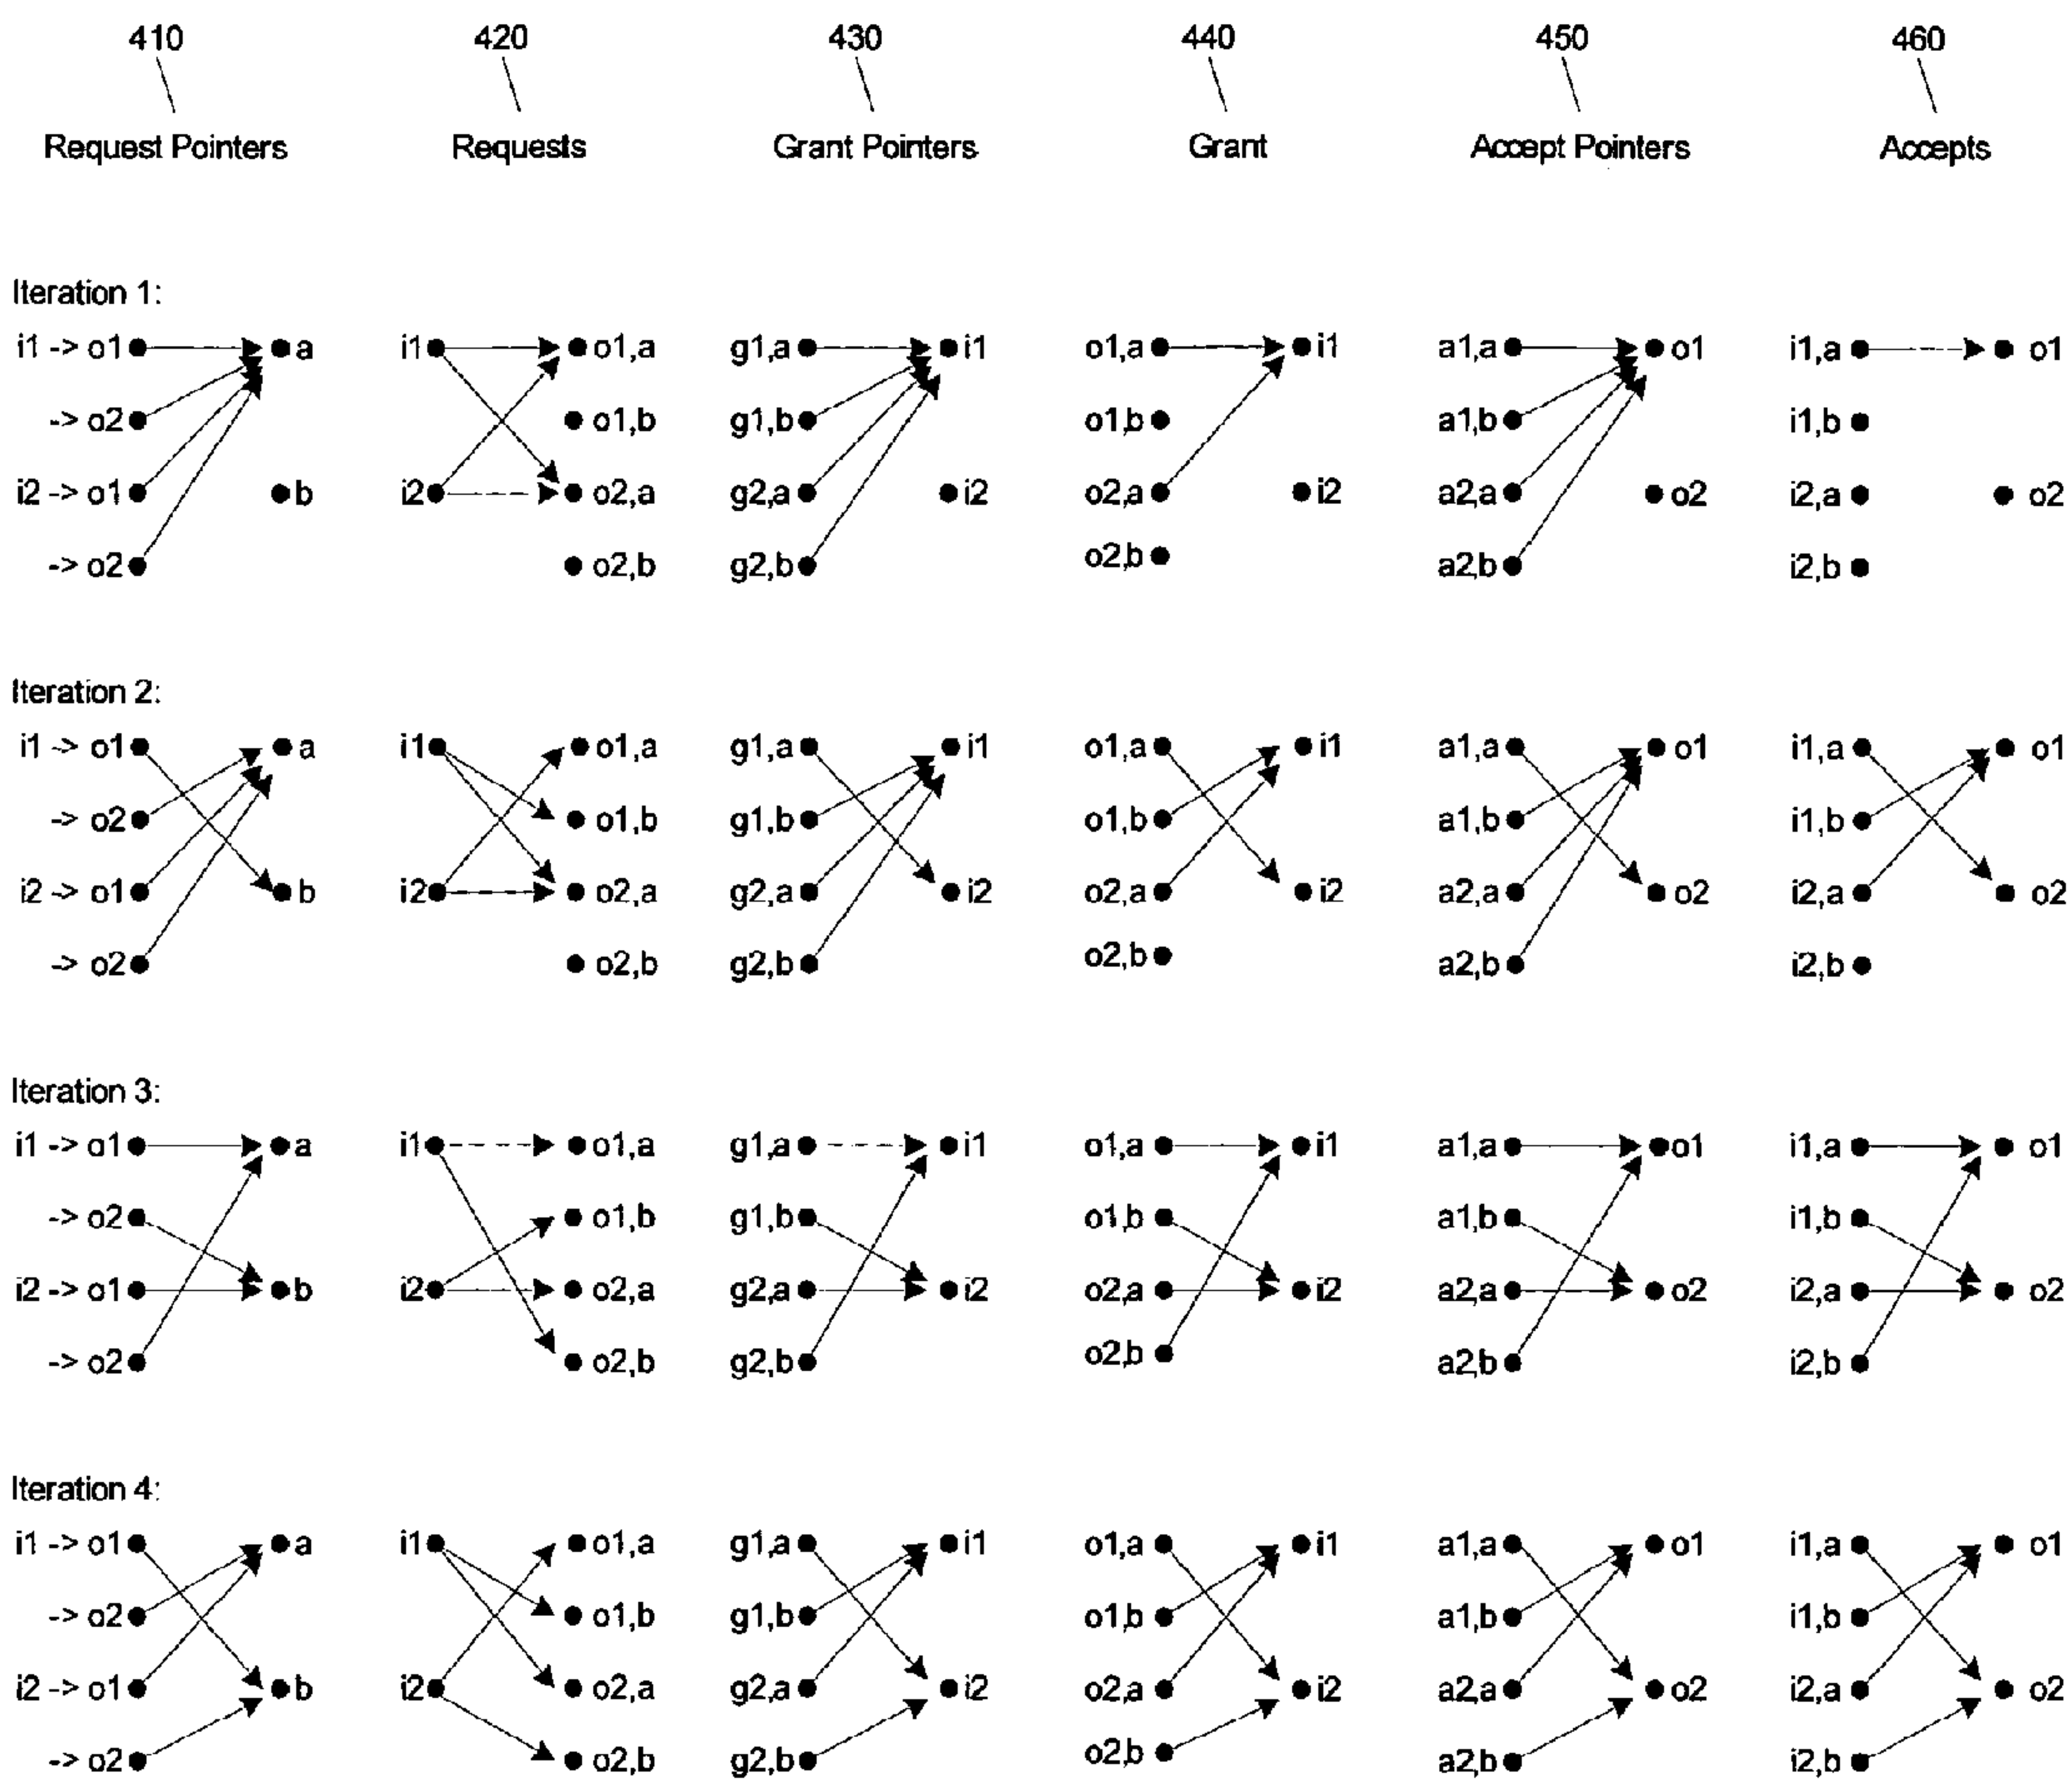 410 420 430 440 450 460
Request Pointers Requests Grant Pointers Grant Accept Pointers Accepts
Iteration 1:
i1 -> o1 a i1 o1,a g1,a i1 o1,a i1 a1,a o1 i1,a o1
-> o2 o1,b g1,b o1,b a1,b i1,b
i2 -> o1 b i2 o2,a g2,a i2 o2,a i2 a2,a o2 i2,a o2
-> o2 o2,b g2,b o2,b a2,b i2,b
Iteration 2:
i1 -> o1 a i1 o1,a g1,a i1 o1,a i1 a1,a o1 i1,a o1
-> o2 o1,b g1,b o1,b a1,b i1,b
i2 -> o1 b i2 o2,a g2,a i2 o2,a i2 a2,a o2 i2,a o2
-> o2 o2,b g2,b o2,b a2,b i2,b
Iteration 3:
i1 -> o1 a i1 o1,a g1,a i1 o1,a i1 a1,a o1 i1,a o1
-> o2 o1,b g1,b o1,b a1,b i1,b
i2 -> o1 b i2 o2,a g2,a i2 o2,a i2 a2,a o2 i2,a o2
-> o2 o2,b g2,b o2,b a2,b i2,b
Iteration 4:
i1 -> o1 a i1 o1,a g1,a i1 o1,a i1 a1,a o1 i1,a o1
-> o2 o1,b g1,b o1,b a1,b i1,b
i2 -> o1 b i2 o2,a g2,a i2 o2,a i2 a2,a o2 i2,a o2
-> o2 o2,b g2,b o2,b a2,b i2,b